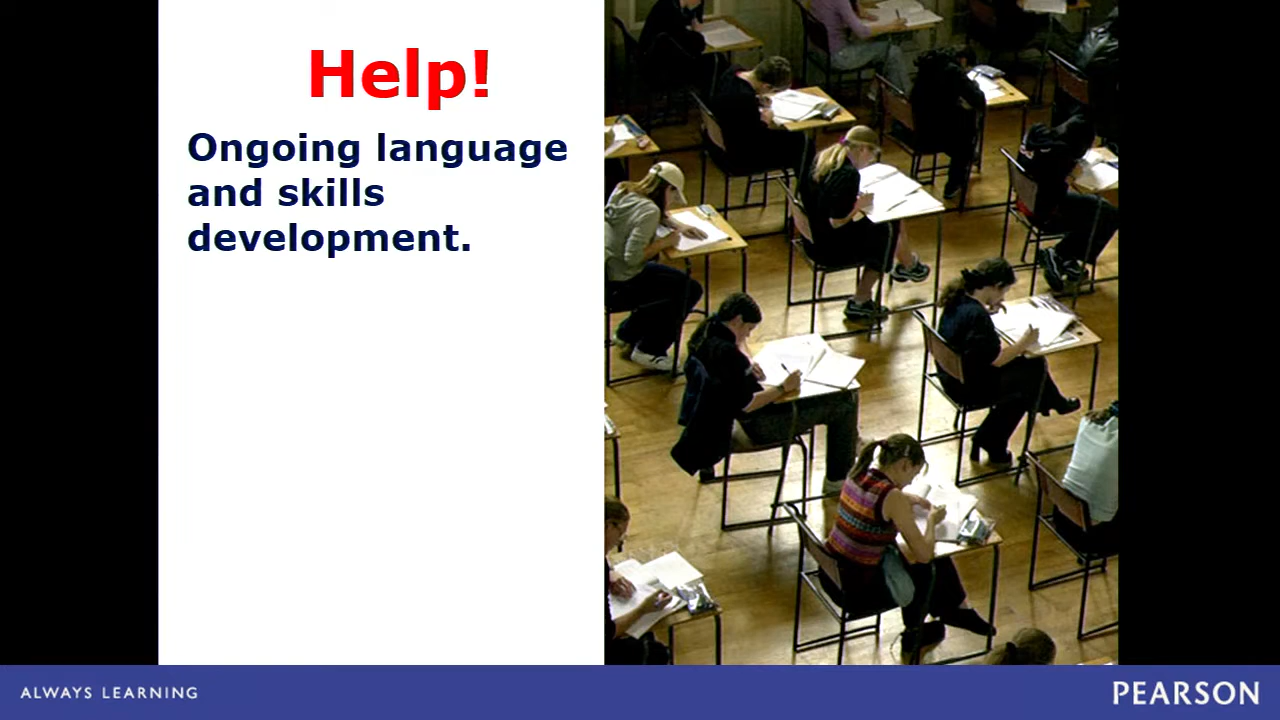 Help!
Ongoing language
and skills
development.
ALWAYS LEARNING
PEARSON